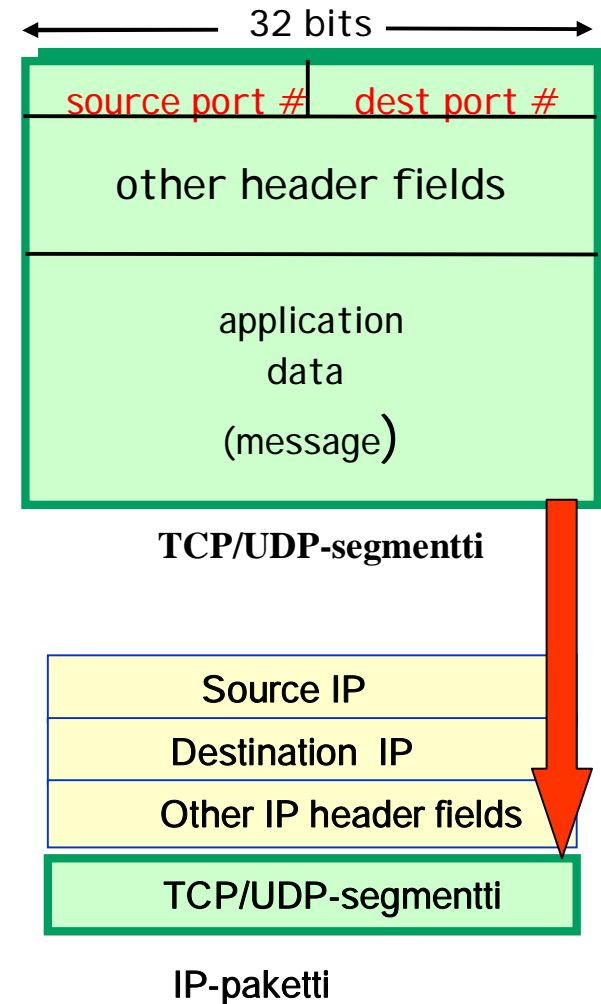 32 bits
source port # dest port #
other header fields
application
data
(message)
TCP/UDP-segmentti
Source IP
Destination IP
Other IP header fields
TCP/UDP-segmentti
IP-paketti